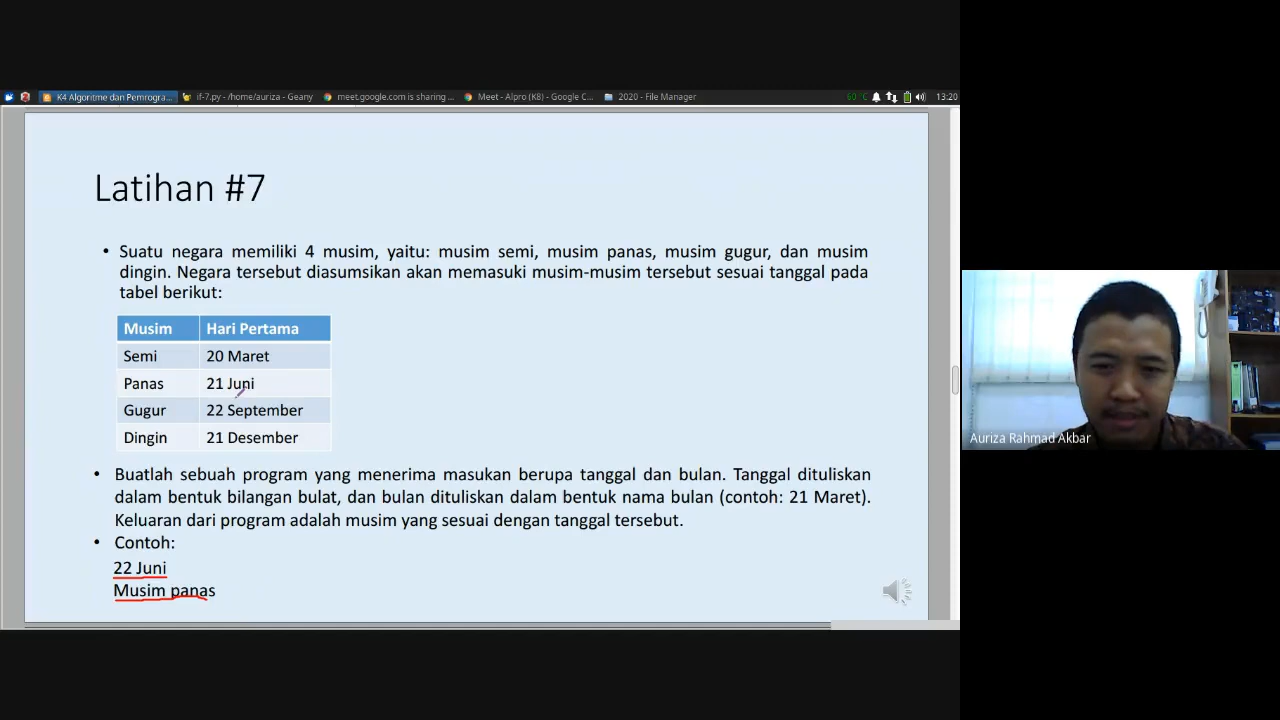 K4 Algoritme dan Pemrogra... if-7.py - /home/auriza - Geany meet.google.com is sharing ... Meet - Alpro (K8) - Google C... 2020 - File Manager 60°C 13:20
Latihan #7
• Suatu negara memiliki 4 musim, yaitu: musim semi, musim panas, musim gugur, dan musim
dingin. Negara tersebut diasumsikan akan memasuki musim-musim tersebut sesuai tanggal pada
tabel berikut:
Musim Hari Pertama
Semi 20 Maret
Panas 21 Juni
Gugur 22 September
Dingin 21 Desember
• Buatlah sebuah program yang menerima masukan berupa tanggal dan bulan. Tanggal dituliskan
dalam bentuk bilangan bulat, dan bulan dituliskan dalam bentuk nama bulan (contoh: 21 Maret).
Keluaran dari program adalah musim yang sesuai dengan tanggal tersebut.
• Contoh:
22 Juni
Musim panas
Auriza Rahmad Akbar